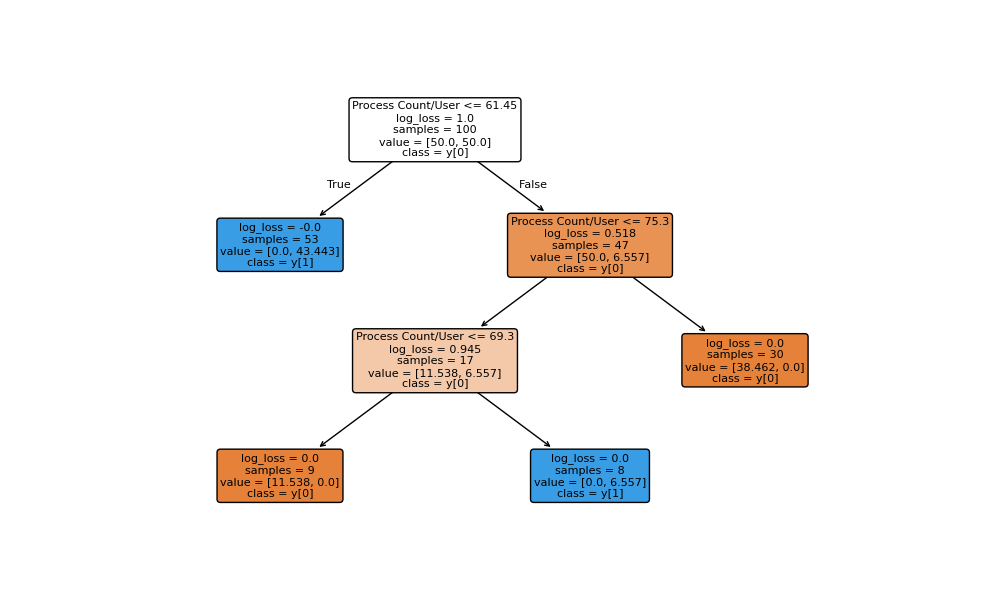 Process Count/User <= 61.45
log_loss = 1.0
samples = 100
value = [50.0, 50.0]
class = y[0]
True
False
log_loss = -0.0
samples = 53
value = [0.0, 43.443]
class = y[1]
Process Count/User <= 75.3
log_loss = 0.518
samples = 47
value = [50.0, 6.557]
class = y[0]
Process Count/User <= 69.3
log_loss = 0.945
samples = 17
value = [11.538, 6.557]
class = y[0]
log_loss = 0.0
samples = 30
value = [38.462, 0.0]
class = y[0]
log_loss = 0.0
samples = 9
value = [11.538, 0.0]
class = y[0]
log_loss = 0.0
samples = 8
value = [0.0, 6.557]
class = y[1]